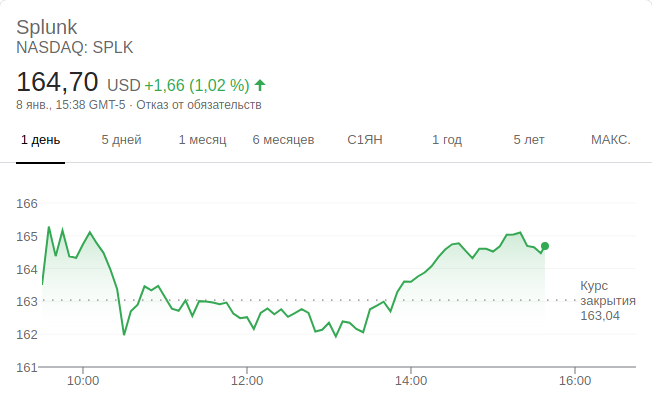 Splunk
NASDAQ: SPLK
164,70 USD +1,66 (1,02 %)
8 янв., 15:38 GMT-5 · Отказ от обязательств
1 день 5 дней 1 месяц 6 месяцев С1ЯН 1 год 5 лет МАКС.
166
165
164
163
162
161
Курс
закрытия
163,04
10:00 12:00 14:00 16:00